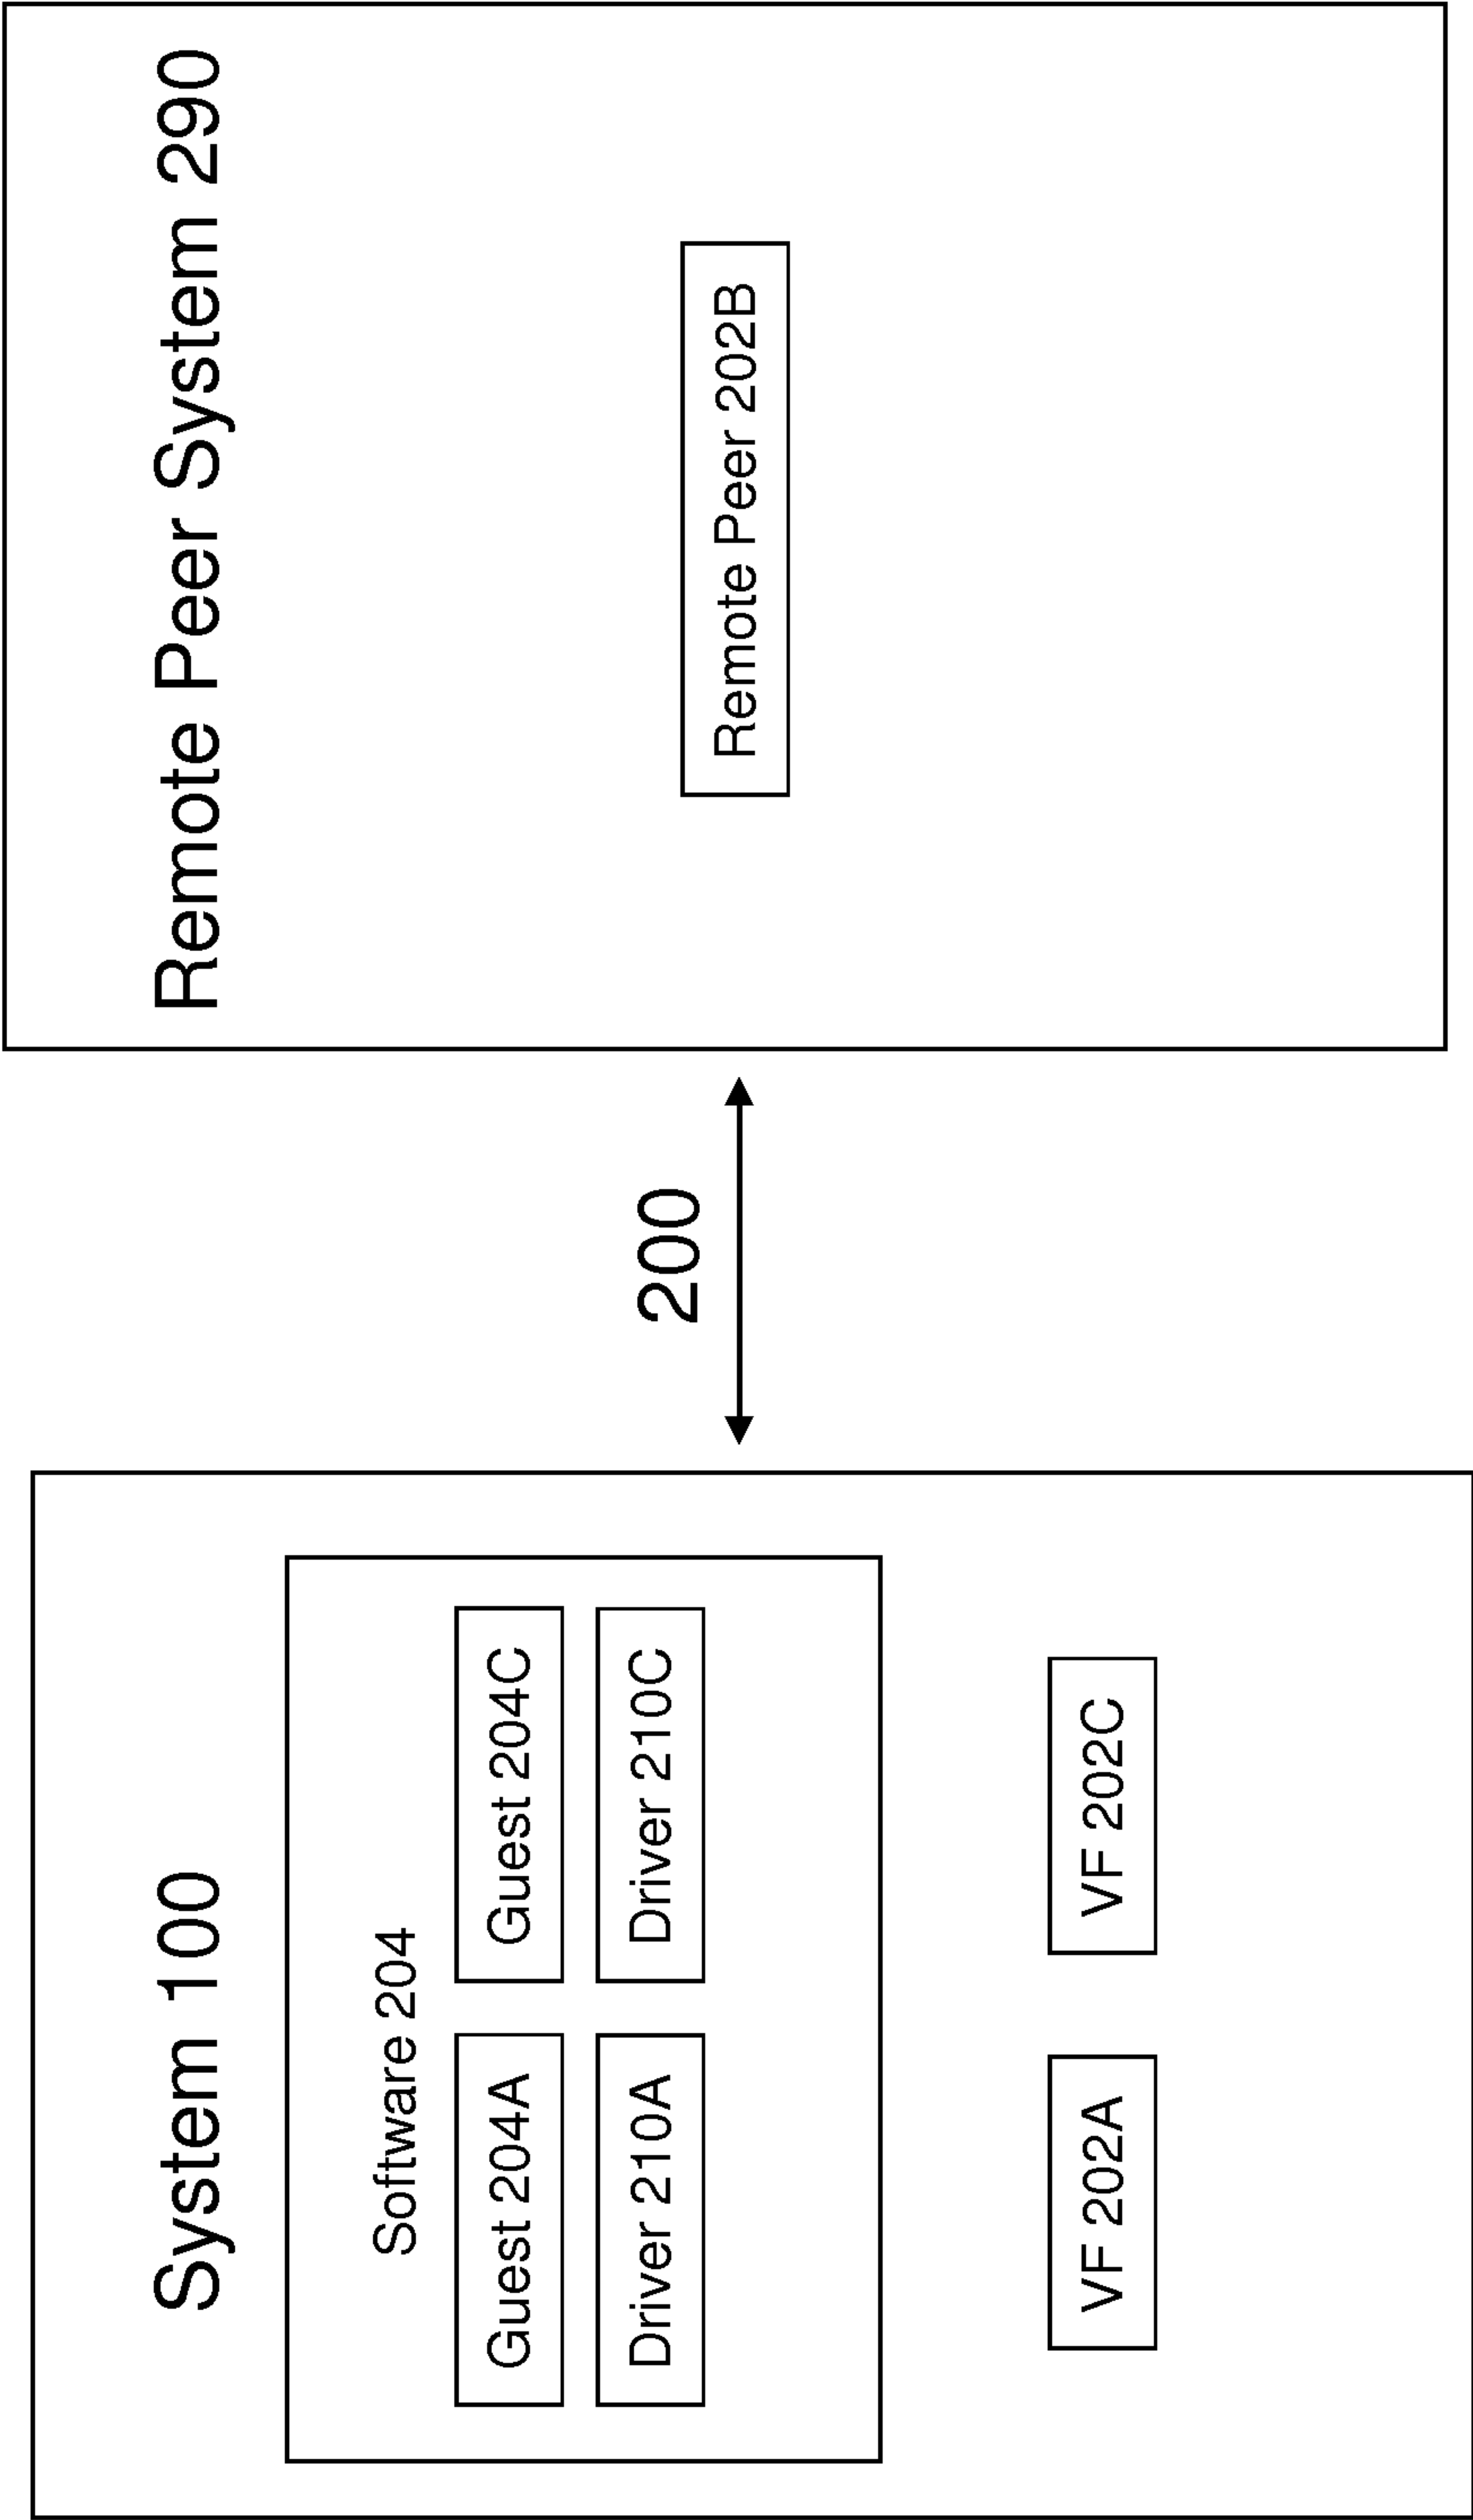 System 100
Software 204
Guest 204A
Guest 204C
Driver 210A
Driver 210C
VF 202A
VF 202C
200
Remote Peer System 290
Remote Peer 202B